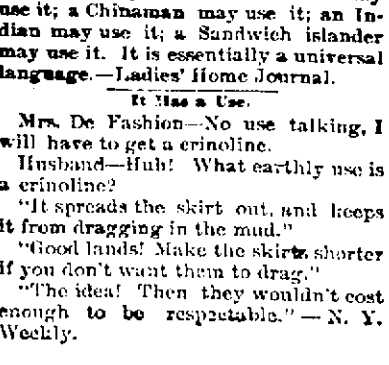 use it; a Chinaman may use it; an In-
dian may use it; a Sandwich islander
may use it. It is essentially a universal
language.—Ladies' Home Journal.
It Has a Use.
Mrs. De Fashion—No use talking, I
will have to get a crinoline.
Husband—Huh! What earthly use is
a crinoline?
"It spreads the skirt out, and keeps
it from dragging in the mud."
"Good lands! Make the skirts shorter
if you don't want them to drag."
"The idea! Then they wouldn't cost
enough to be respectable."—N. Y.
Weekly.